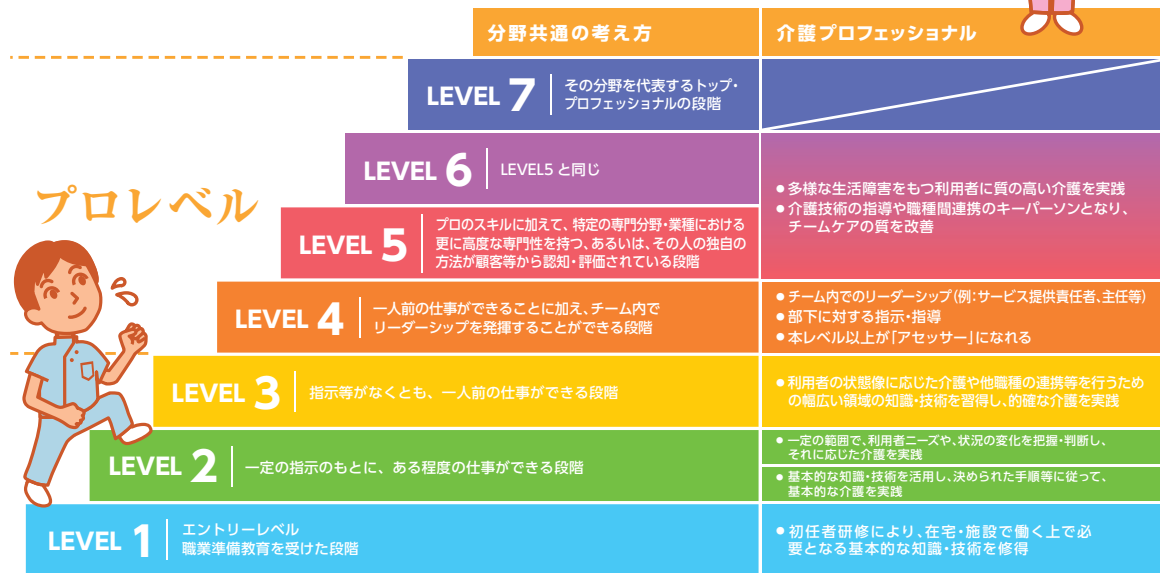 分野共通の考え方
介護プロフェッショナル
LEVEL 7
その分野を代表するトップ・
プロフェッショナルの段階
LEVEL 6
LEVEL5 と同じ
プロレベル
● 多様な生活障害をもつ利用者に質の高い介護を実践
● 介護技術の指導や職種間連携のキーパーソンとなり、
チームケアの質を改善
LEVEL 5
プロのスキルに加えて、特定の専門分野・業種における
更に高度な専門性を持つ、あるいは、その人の独自の
方法が顧客等から認知・評価されている段階
LEVEL 4
一人前の仕事ができることに加え、チーム内で
リーダーシップを発揮することができる段階
● チーム内でのリーダーシップ(例:サービス提供責任者、主任等)
● 部下に対する指示・指導
● 本レベル以上が「アセッサー」になれる
LEVEL 3
指示等がなくとも、一人前の仕事ができる段階
● 利用者の状態像に応じた介護や他職種の連携等を行うため
の幅広い領域の知識・技術を習得し、的確な介護を実践
LEVEL 2
一定の指示のもとに、ある程度の仕事ができる段階
● 一定の範囲で、利用者ニーズや、状況の変化を把握・判断し、
それに応じた介護を実践
● 基本的な知識・技術を活用し、決められた手順等に従って、
基本的な介護を実践
LEVEL 1
エントリーレベル
職業準備教育を受けた段階
● 初任者研修により、在宅・施設で働く上で必
要となる基本的な知識・技術を修得